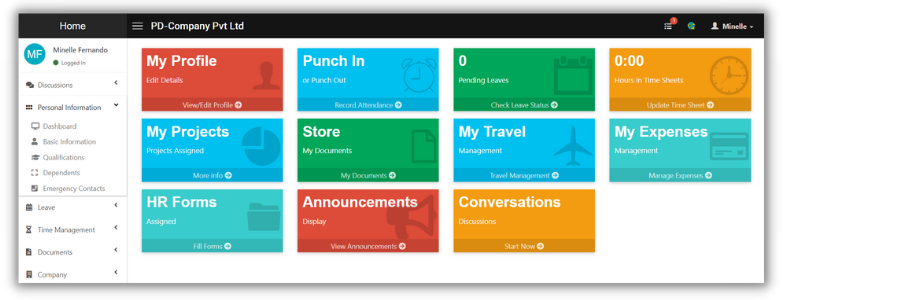 Home
PD-Company Pvt Ltd
1
Minelle
MF
Minelle Fernando
Logged In
Discussions
Personal Information
Dashboard
Basic Information
Qualifications
Dependents
Emergency Contacts
Leave
Time Management
Documents
Company
My Profile
Edit Details
View/Edit Profile
Punch In
or Punch Out
Record Attendance
0
Pending Leaves
Check Leave Status
0:00
Hours in Time Sheets
Update Time Sheet
My Projects
Projects Assigned
More info
Store
My Documents
My Documents
My Travel
Management
Travel Management
My Expenses
Management
Manage Expenses
HR Forms
Assigned
Fill Forms
Announcements
Display
View Announcements
Conversations
Discussions
Start Now